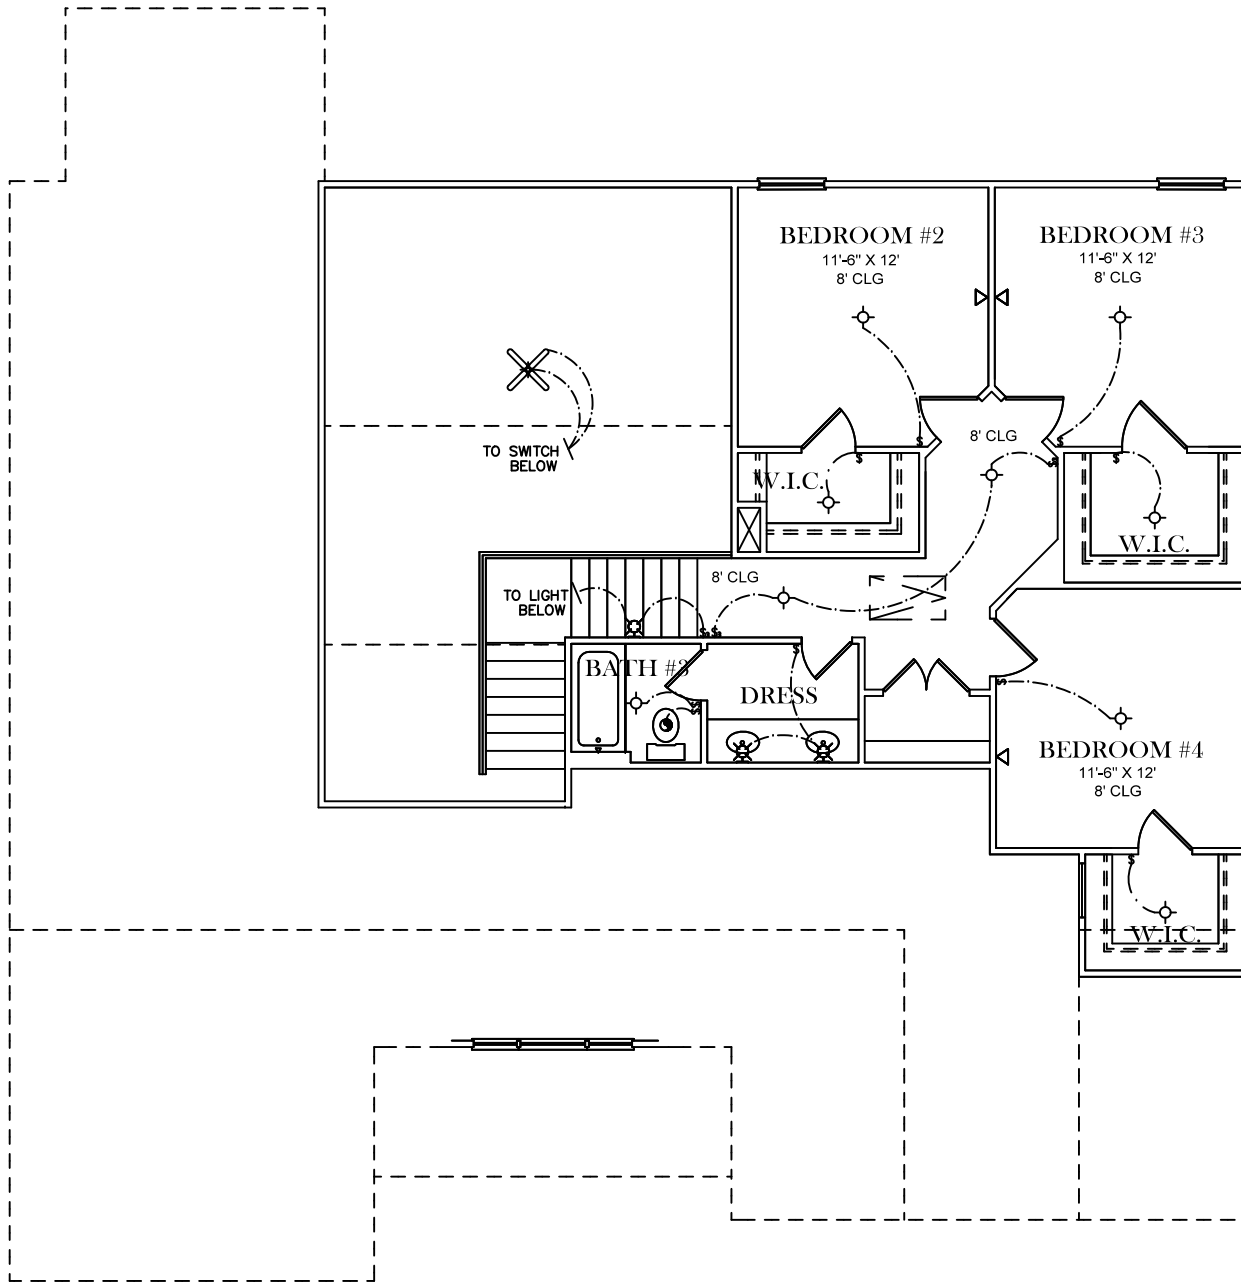 BEDROOM #2
11'-6" X 12'
8' CLG
BEDROOM #3
11'-6" X 12'
8' CLG
8' CLG
TO SWITCH
BELOW
W.I.C.
W.I.C.
8' CLG
TO LIGHT
BELOW
BATH #3
DRESS
BEDROOM #4
11'-6" X 12'
8' CLG
W.I.C.